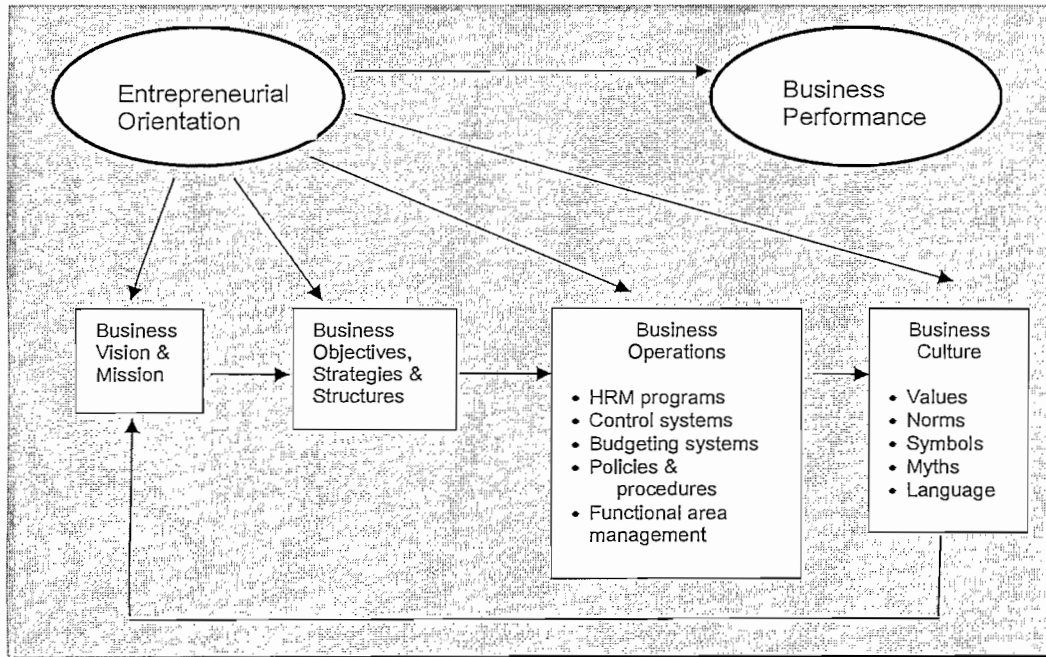 Entrepreneurial
Orientation
Business
Performance
Business
Vision &
Mission
Business
Objectives,
Strategies &
Structures
Business
Operations
• HRM programs
• Control systems
• Budgeting systems
• Policies &
procedures
• Functional area
management
Business
Culture
• Values
• Norms
• Symbols
• Myths
• Language